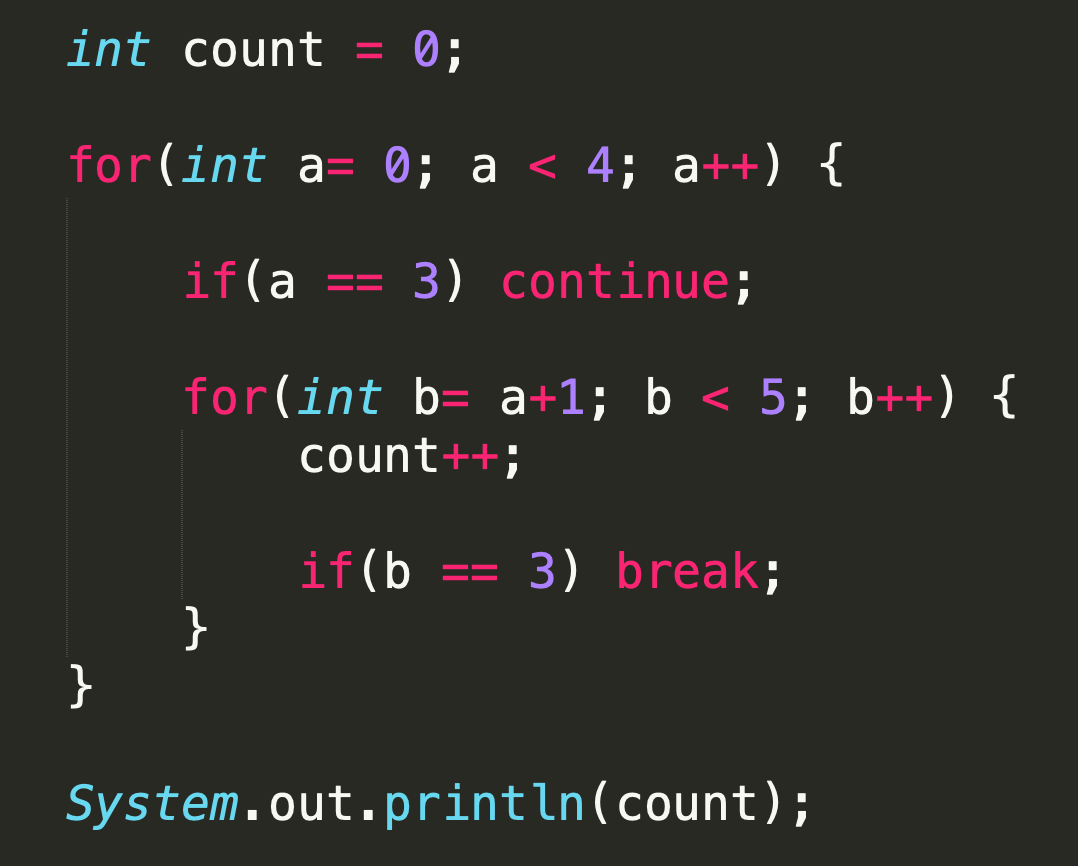 int count = 0;
for(int a= 0; a < 4; a++) {
if(a == 3) continue;
for(int b= a+1; b < 5; b++) {
count++;
if(b == 3) break;
}
}
System.out.println(count);